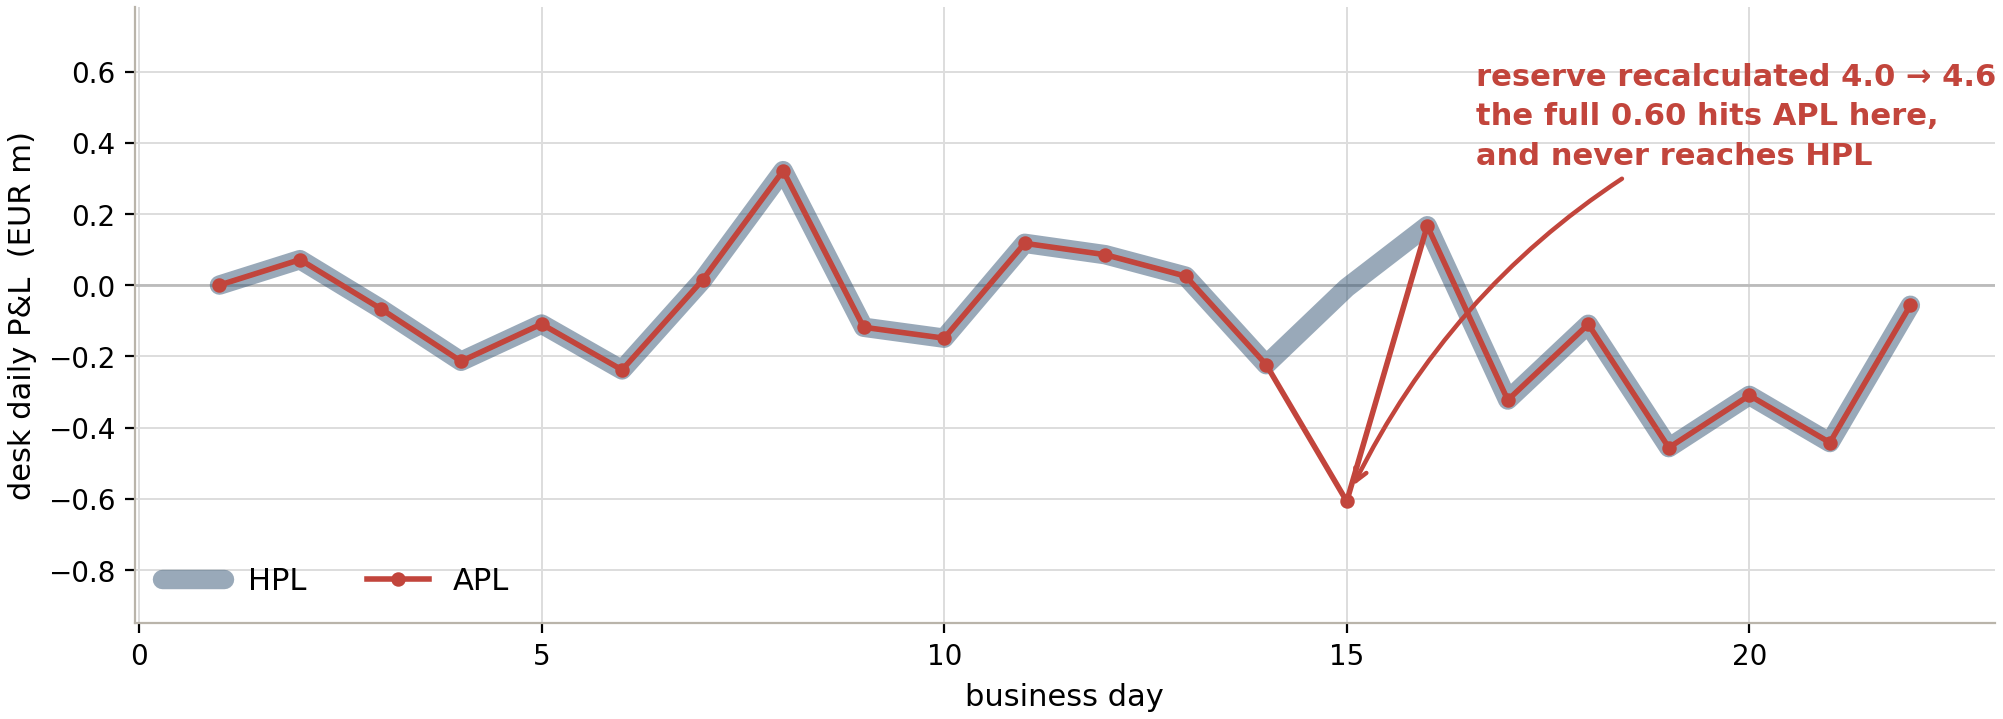 reserve recalculated 4.0 → 4.6
the full 0.60 hits APL here,
and never reaches HPL
desk daily P&L (EUR m)
0.6
0.4
0.2
0.0
−0.2
−0.4
−0.6
−0.8
HPL APL
0 5 10 15 20
business day